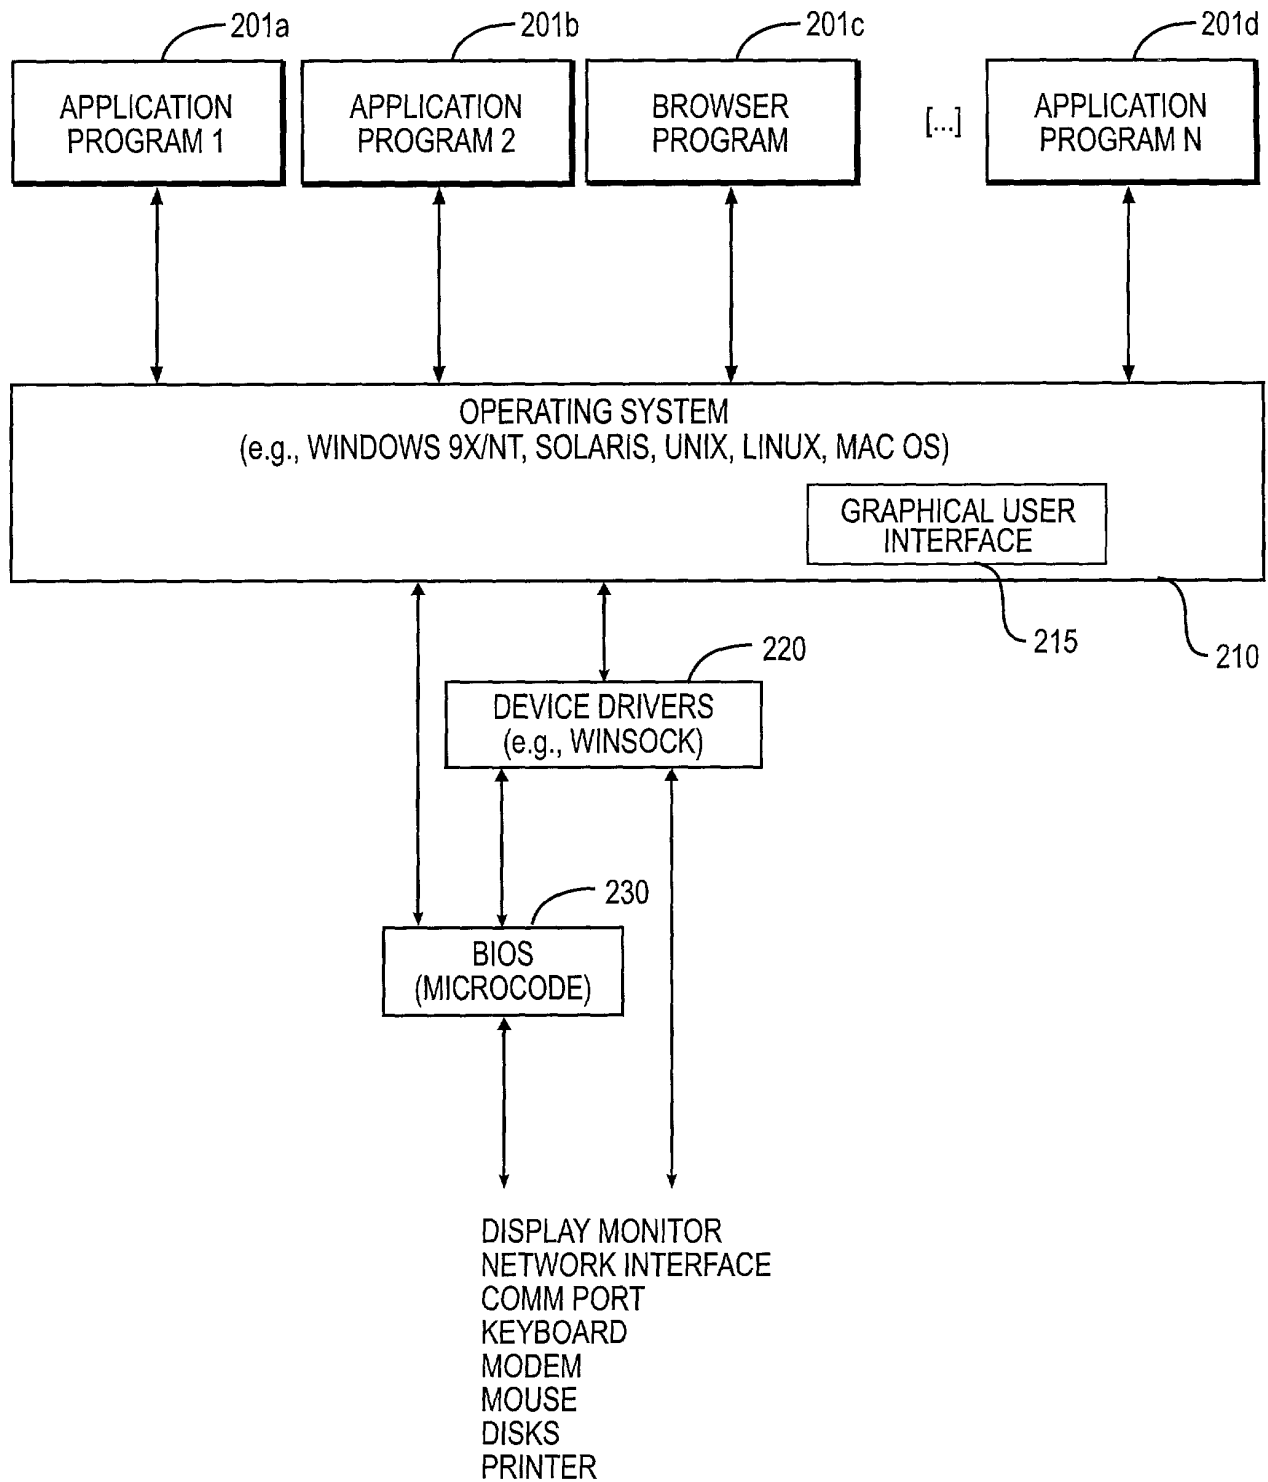 201a
201b
201c
201d
APPLICATION
PROGRAM 1
APPLICATION
PROGRAM 2
BROWSER
PROGRAM
[...]
APPLICATION
PROGRAM N
OPERATING SYSTEM
(e.g., WINDOWS 9X/NT, SOLARIS, UNIX, LINUX, MAC OS)
GRAPHICAL USER
INTERFACE
215
210
220
DEVICE DRIVERS
(e.g., WINSOCK)
230
BIOS
(MICROCODE)
DISPLAY MONITOR
NETWORK INTERFACE
COMM PORT
KEYBOARD
MODEM
MOUSE
DISKS
PRINTER